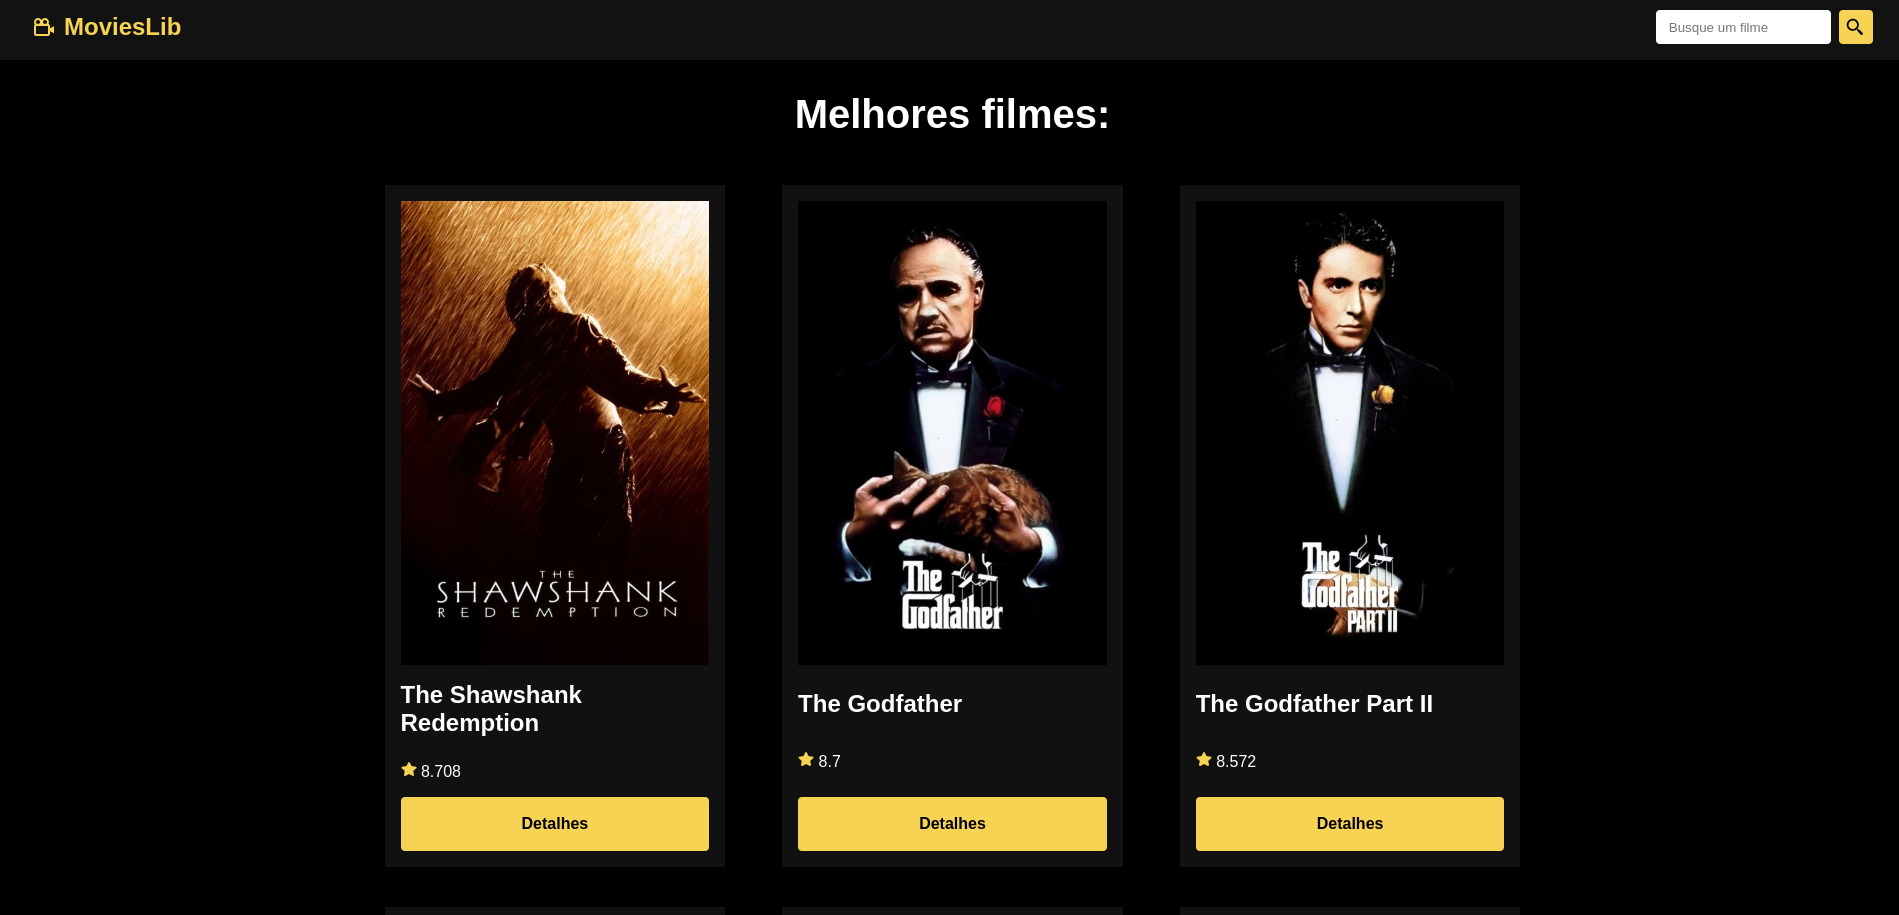 MoviesLib
Busque um filme
Melhores filmes:
THE
SHAWSHANK
REDEMPTION
The
Godfather
The
Godfather
PART II
The Shawshank
Redemption
The Godfather
The Godfather Part II
8.708
8.7
8.572
Detalhes
Detalhes
Detalhes